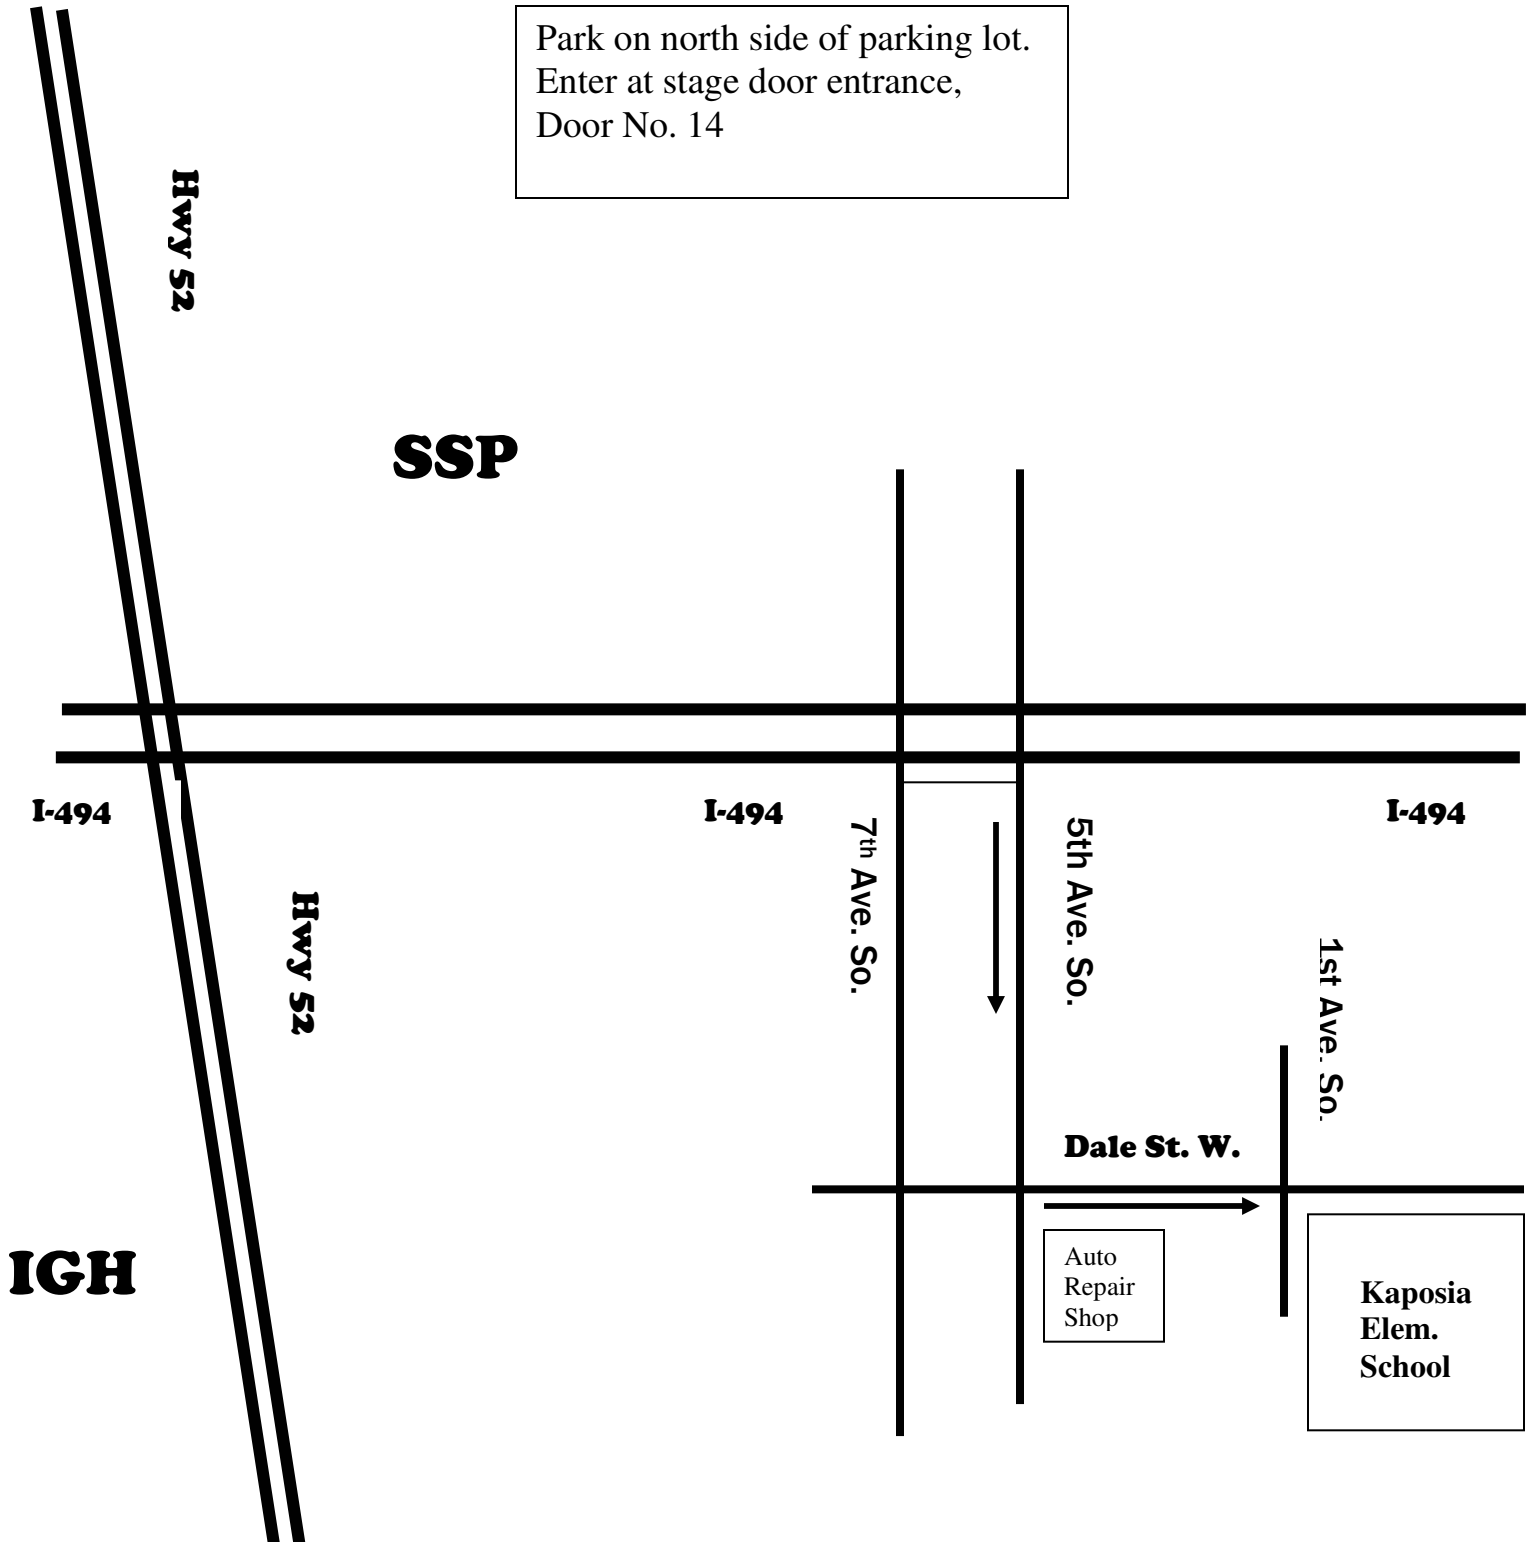 Park on north side of parking lot.
Enter at stage door entrance,
Door No. 14
Hwy 52
SSP
I-494
I-494
I-494
7th Ave. So.
5th Ave. So.
Hwy 52
1st Ave. So.
Dale St. W.
IGH
Auto
Repair
Shop
Kaposia
Elem.
School